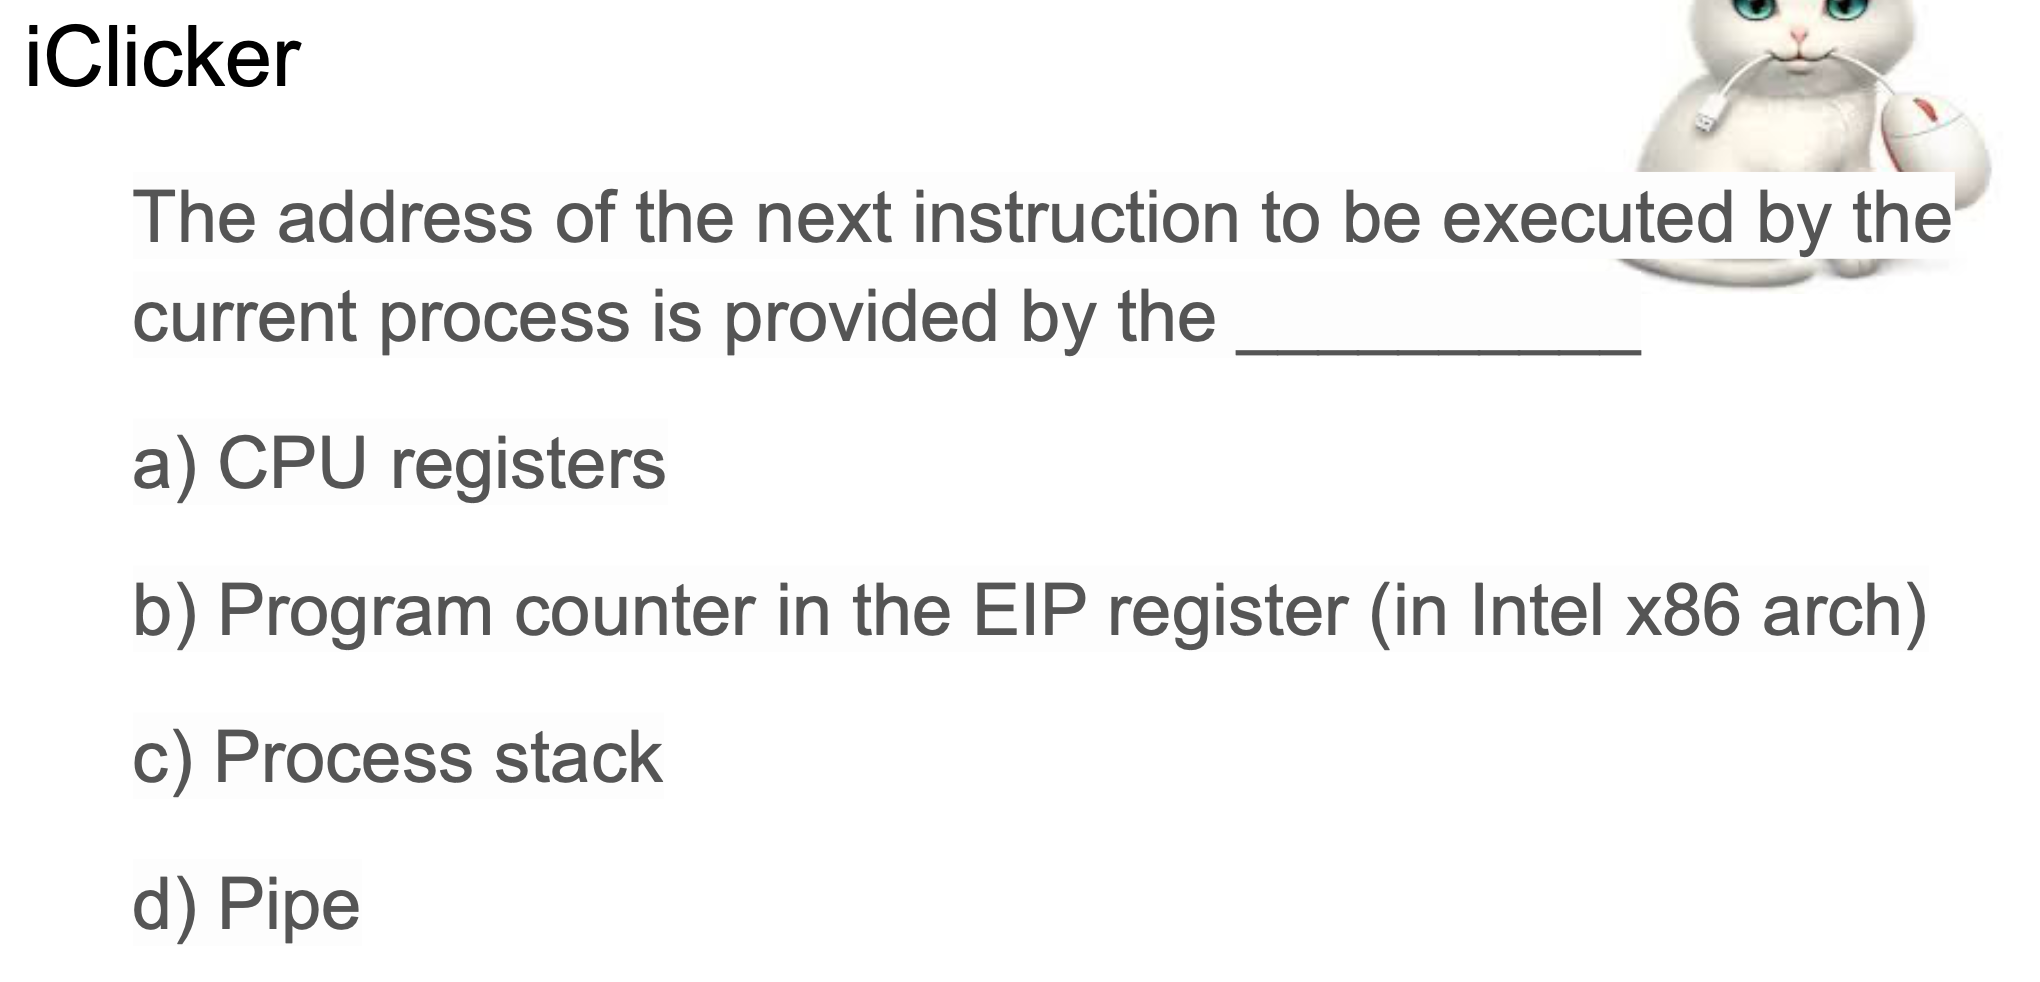 iClicker
The address of the next instruction to be executed by the
current process is provided by the __________
a) CPU registers
b) Program counter in the EIP register (in Intel x86 arch)
c) Process stack
d) Pipe